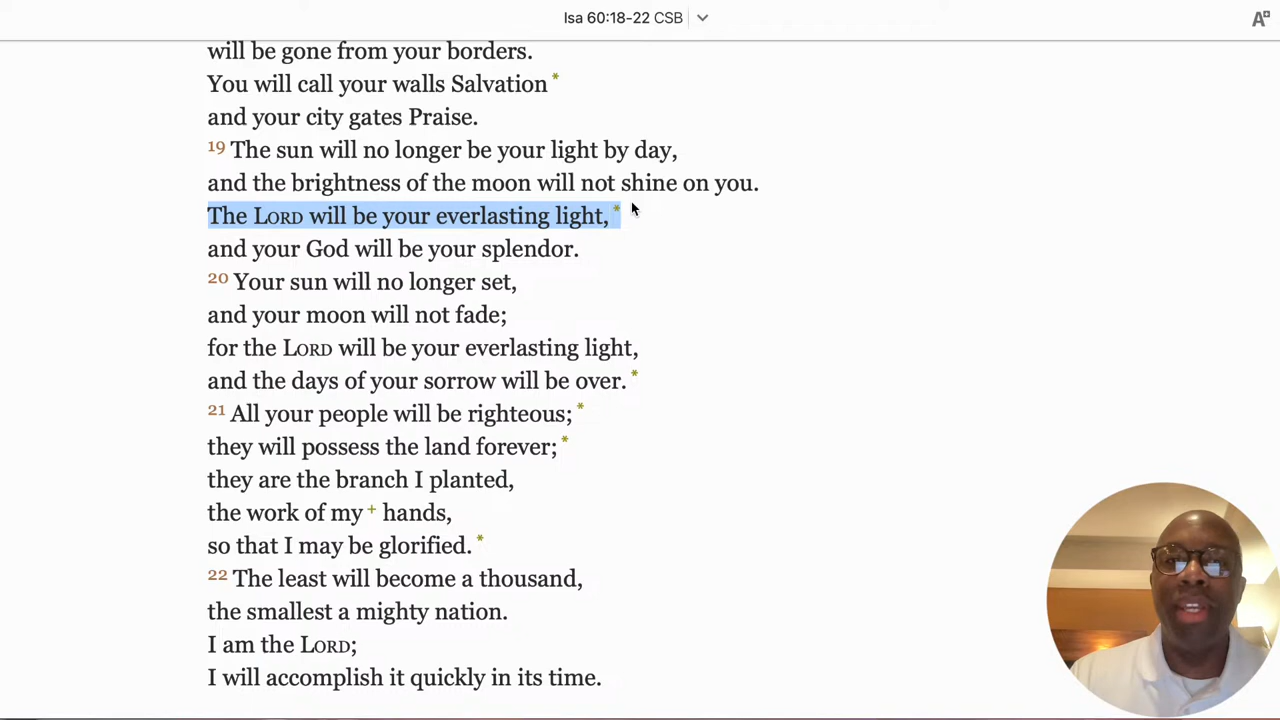 Isa 60:18-22 CSB
A
will be gone from your borders.
You will call your walls Salvation *
and your city gates Praise.
19 The sun will no longer be your light by day,
and the brightness of the moon will not shine on you.
The LORD will be your everlasting light, *
and your God will be your splendor.
20 Your sun will no longer set,
and your moon will not fade;
for the LORD will be your everlasting light,
and the days of your sorrow will be over. *
21 All your people will be righteous; *
they will possess the land forever; *
they are the branch I planted,
the work of my + hands,
so that I may be glorified. *
22 The least will become a thousand,
the smallest a mighty nation.
I am the LORD;
I will accomplish it quickly in its time.